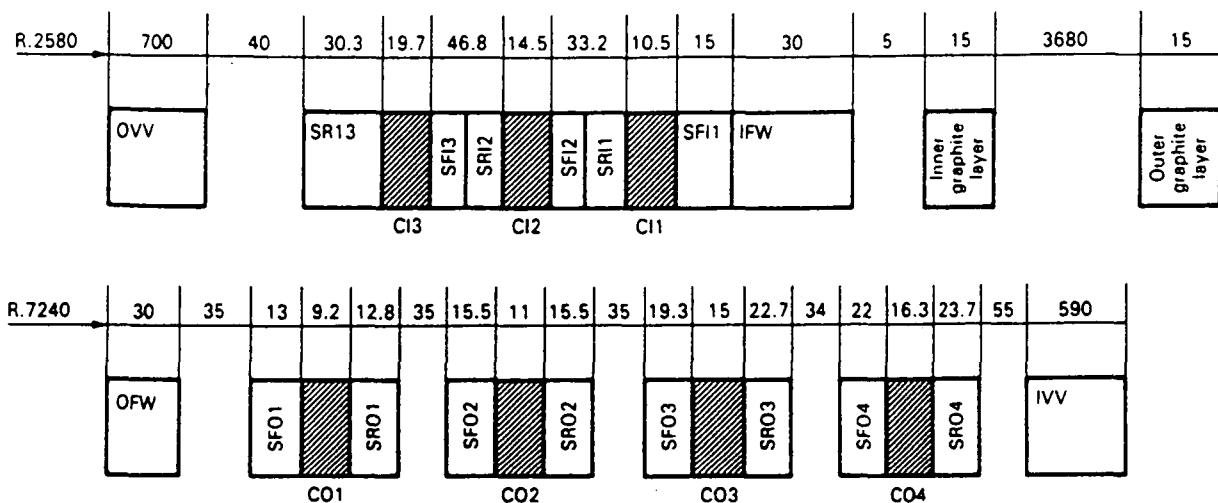 R.2580 700 40 30.3 19.7 46.8 14.5 33.2 10.5 15 30 5 15 3680 15
OVV SR13 SFI3 SRI2 SFI2 SRI1 SFI1 IFW Inner graphite layer Outer graphite layer
CI3 CI2 CI1
R.7240 30 35 13 9.2 12.8 35 15.5 11 15.5 35 19.3 15 22.7 34 22 16.3 23.7 55 590
OFW SFO1 SRO1 SFO2 SRO2 SFO3 SRO3 SFO4 SRO4 IVV
CO1 CO2 CO3 CO4